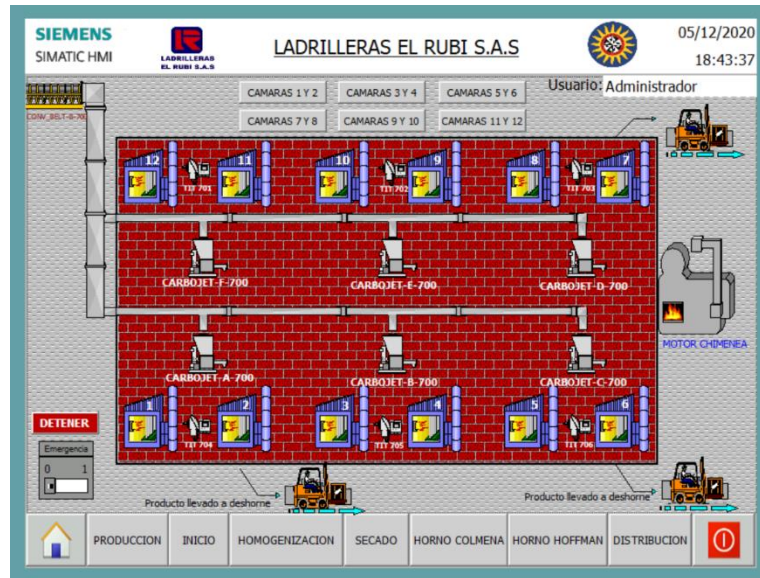 SIEMENS
SIMATIC HMI
LADRILLERAS
EL RUBI S.A.S
LADRILLERAS EL RUBI S.A.S
05/12/2020
18:43:37
Usuario: Administrador
CAMARAS 1 Y 2
CAMARAS 3 Y 4
CAMARAS 5 Y 6
CAMARAS 7 Y 8
CAMARAS 9 Y 10
CAMARAS 11 Y 12
CONV_BELT-B-700
12
11
10
9
8
7
TIT 701
TIT 702
TIT 703
CARBOJET-F-700
CARBOJET-E-700
CARBOJET-D-700
MOTOR CHIMENEA
CARBOJET-A-700
CARBOJET-B-700
CARBOJET-C-700
1
2
3
4
5
6
TIT 704
TIT 705
TIT 706
DETENER
Emergencia
0 1
Producto llevado a deshorne
Producto llevado a deshorne
PRODUCCION
INICIO
HOMOGENIZACION
SECADO
HORNO COLMENA
HORNO HOFFMAN
DISTRIBUCION